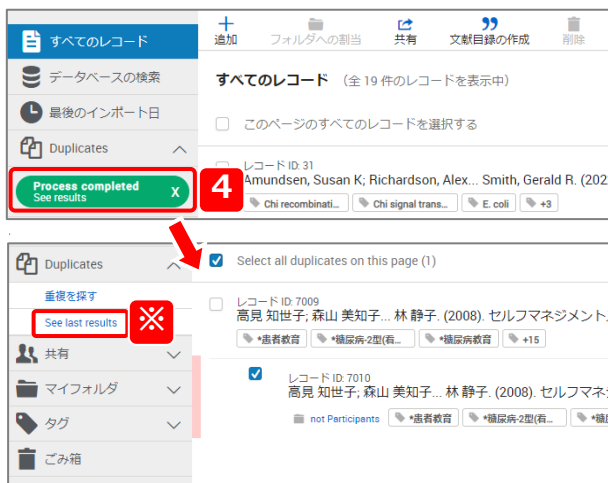 すべてのレコード
データベースの検索
最後のインポート日
Duplicates
Process completed
See results
X
4
追加
フォルダへの割当
共有
文献目録の作成
削除
すべてのレコード （全 19 件のレコードを表示中）
このページのすべてのレコードを選択する
レコード ID: 31
Amundsen, Susan K; Richardson, Alex... Smith, Gerald R. (202
Chi recombinati...
Chi signal trans...
E. coli
+3
Duplicates
重複を探す
See last results
※
共有
マイフォルダ
タグ
ごみ箱
Select all duplicates on this page (1)
レコード ID: 7009
高見 知世子; 森山 美知子... 林 静子. (2008). セルフマネジメント
*患者教育
*糖尿病-2型(看...
*糖尿病教育
+15
レコード ID: 7010
高見 知世子; 森山 美知子... 林 静子. (2008). セルフマネ
not Participants
*患者教育
*糖尿病-2型(看...